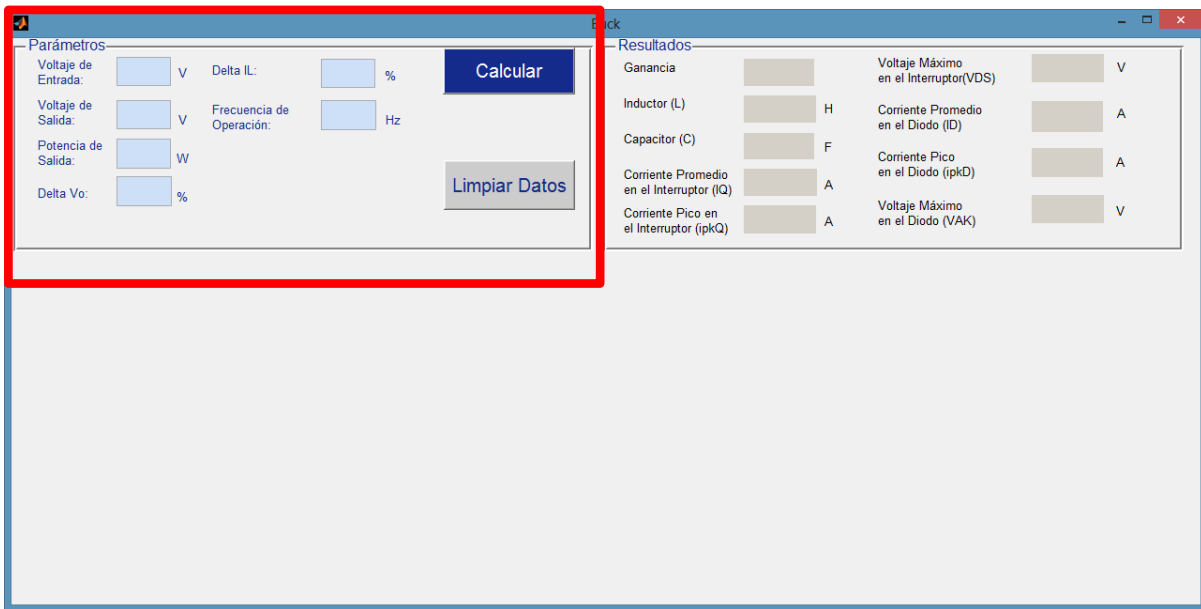 Buck
Parámetros
Voltaje de
Entrada:
V
Delta IL:
%
Calcular
Voltaje de
Salida:
V
Frecuencia de
Operación:
Hz
Potencia de
Salida:
W
Delta Vo:
%
Limpiar Datos
Resultados
Ganancia
Inductor (L)
H
Capacitor (C)
F
Corriente Promedio
en el Interruptor (IQ)
A
Corriente Pico en
el Interruptor (ipkQ)
A
Voltaje Máximo
en el Interruptor(VDS)
V
Corriente Promedio
en el Diodo (ID)
A
Corriente Pico
en el Diodo (ipkD)
A
Voltaje Máximo
en el Diodo (VAK)
V